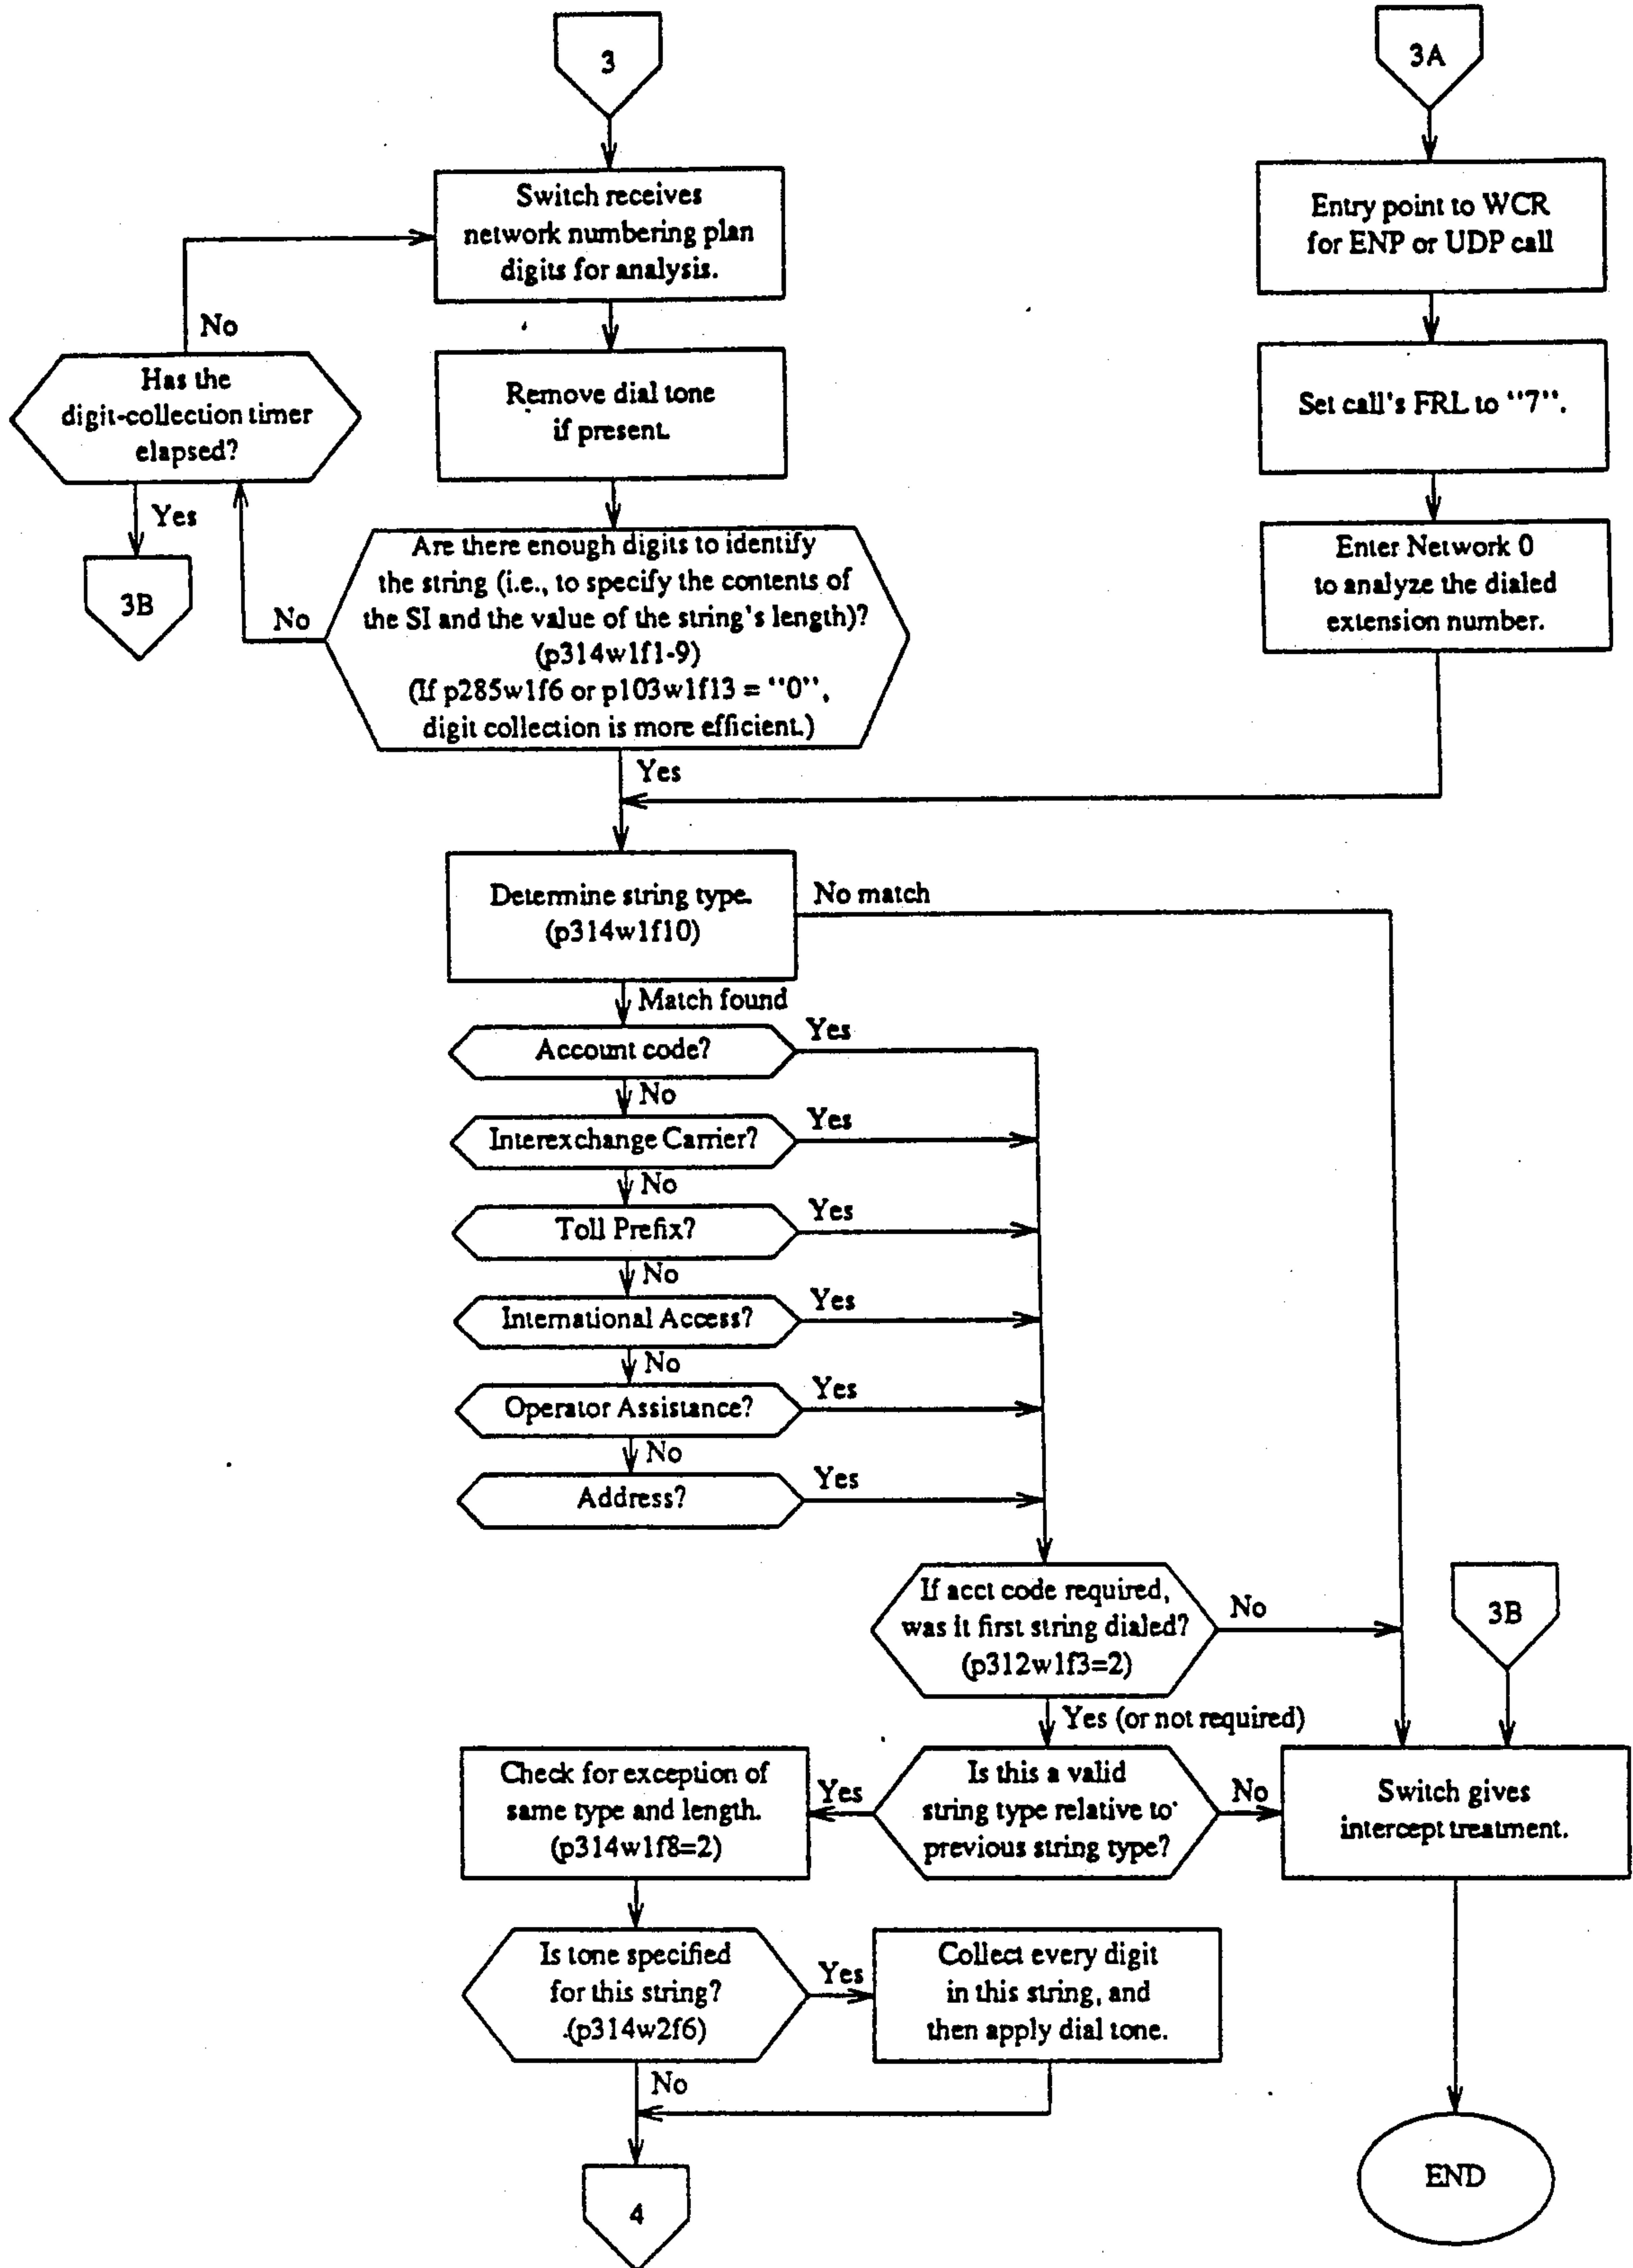 3
3A
Switch receives
network numbering plan
digits for analysis.
Entry point to WCR
for ENP or UDP call
No
Has the
digit-collection timer
elapsed?
Remove dial tone
if present.
Set call's FRL to "7".
Yes
3B
Are there enough digits to identify
the string (i.e., to specify the contents of
the SI and the value of the string's length)?
(p314w1f1-9)
(If p285w1f6 or p103w1f13 = "0",
digit collection is more efficient.)
No
Enter Network 0
to analyze the dialed
extension number.
Yes
Determine string type.
(p314w1f10)
No match
Match found
Account code?
Yes
No
Interexchange Carrier?
Yes
No
Toll Prefix?
Yes
No
International Access?
Yes
No
Operator Assistance?
Yes
No
Address?
Yes
If acct code required,
was it first string dialed?
(p312w1f3=2)
No
3B
Yes (or not required)
Check for exception of
same type and length.
(p314w1f8=2)
Yes
Is this a valid
string type relative to
previous string type?
No
Switch gives
intercept treatment.
Is tone specified
for this string?
(p314w2f6)
Yes
Collect every digit
in this string, and
then apply dial tone.
No
4
END